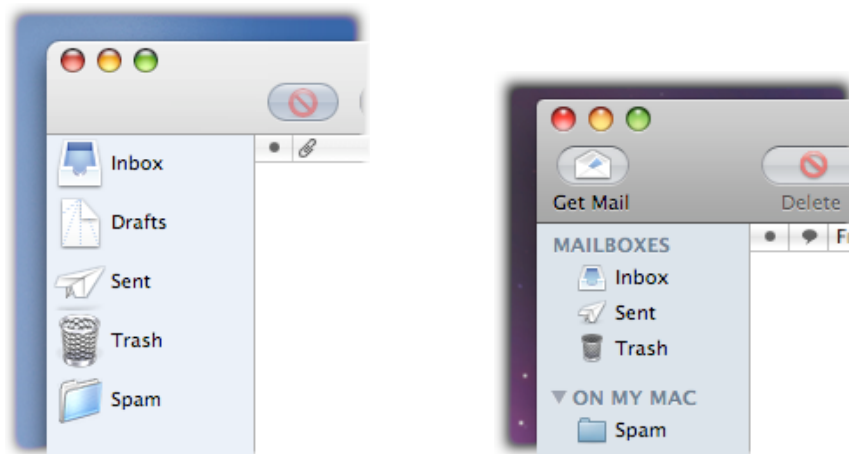 Inbox
Drafts
Sent
Trash
Spam
Get Mail
Delete
MAILBOXES
Inbox
Sent
Trash
ON MY MAC
Spam